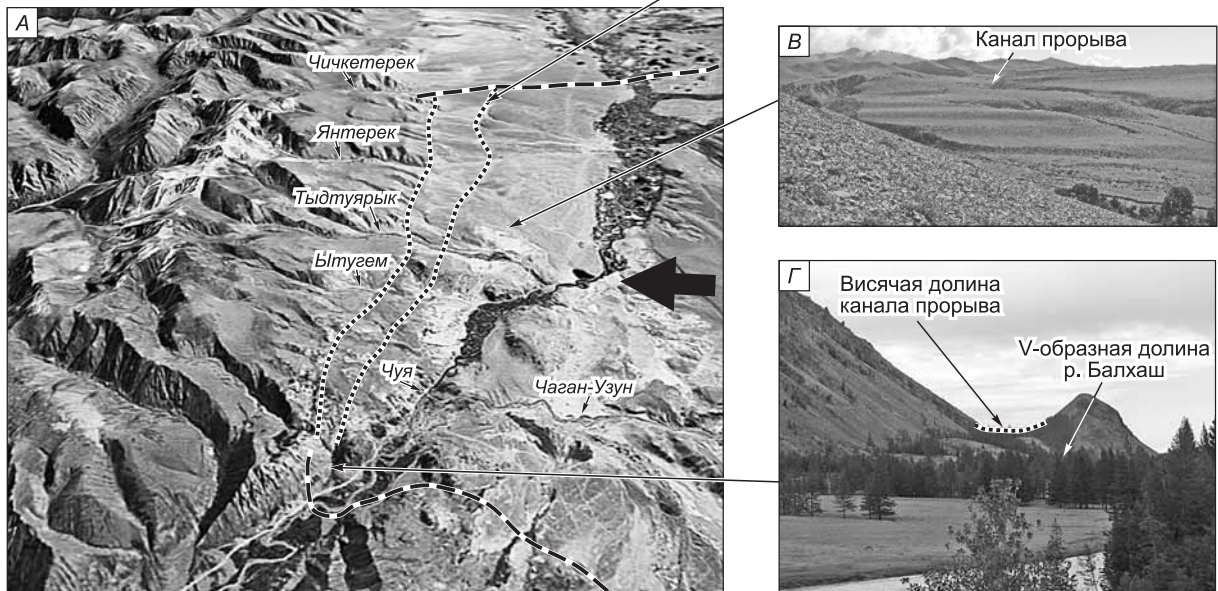 А
Чичкетерек
Янтерек
Тыдтуярык
Ытугем
Чуя
Чаган-Узун
В
Канал прорыва
Г
Висячая долина
канала прорыва
V-образная долина
р. Балхаш